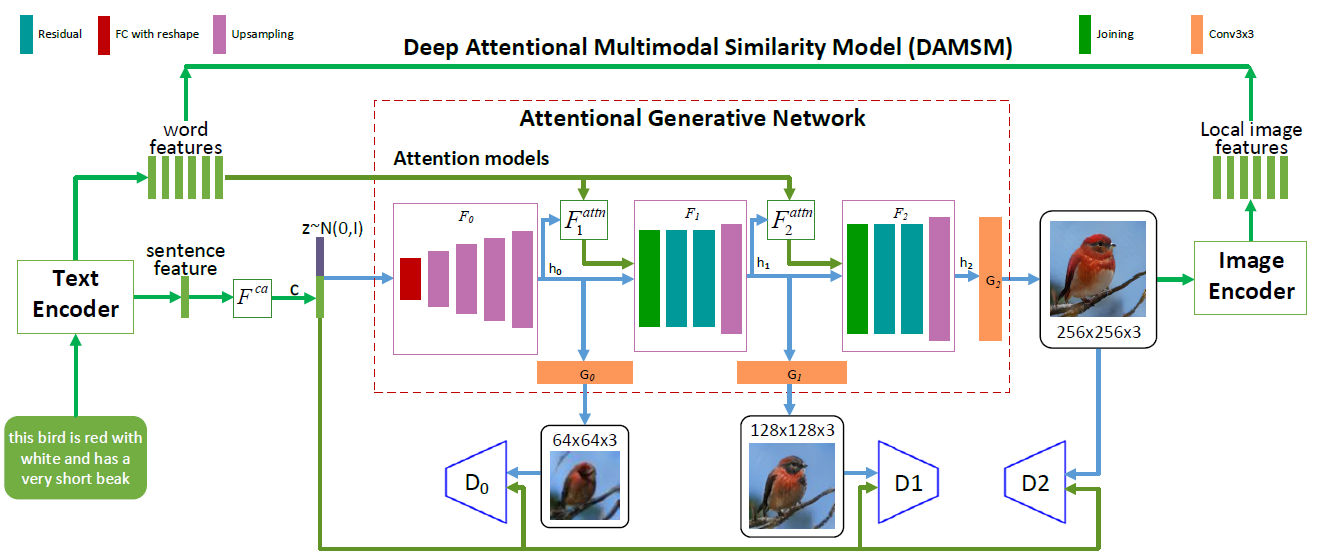 Residual
FC with reshape
Upsampling
Joining
Conv3x3
Deep Attentional Multimodal Similarity Model (DAMSM)
Attentional Generative Network
word
features
Local image
features
Attention models
z~N(0,I)
F0
F1attn
F1
F2attn
F2
sentence
feature
Text
Encoder
Fca
c
h0
h1
h2
G2
Image
Encoder
256x256x3
G0
G1
this bird is red with
white and has a
very short beak
64x64x3
128x128x3
D0
D1
D2